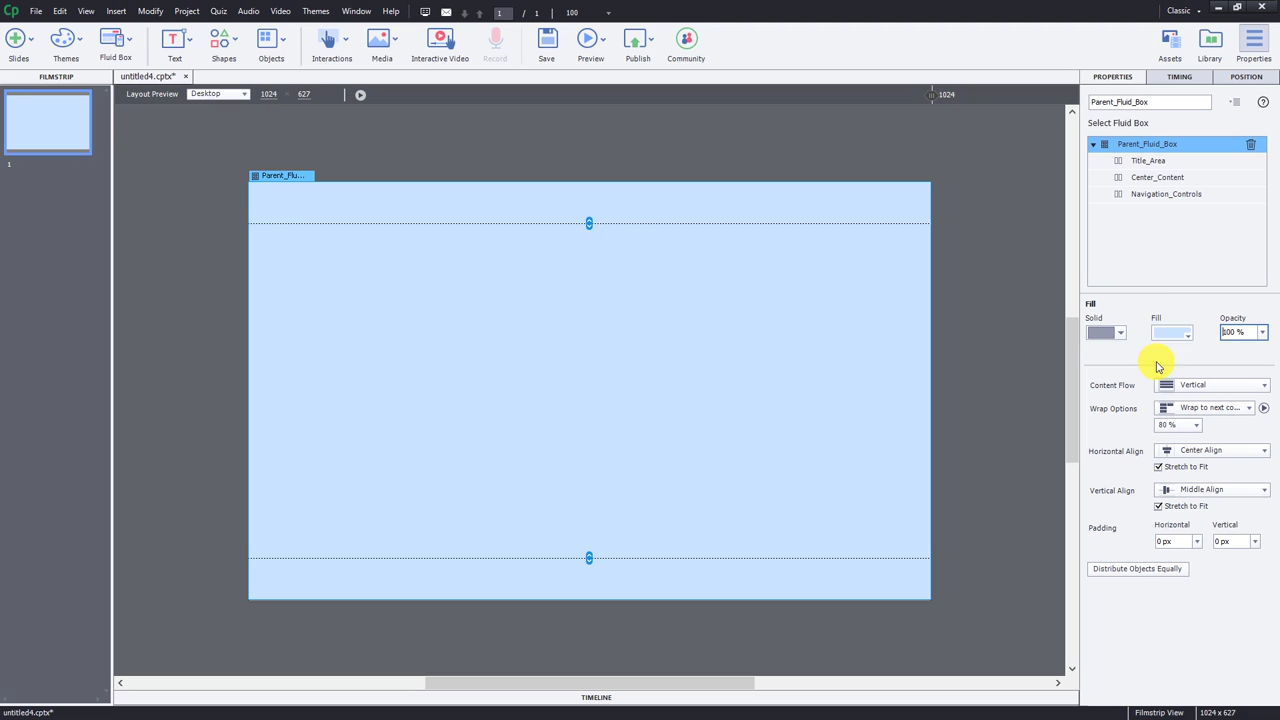 Cp File Edit View Insert Modify Project Quiz Audio Video Themes Window Help 1 / 1 100 Classic
Slides Themes Fluid Box Text Shapes Objects Interactions Media Interactive Video Record Save Preview Publish Community Assets Library Properties
FILMSTRIP untitled4.cptx* PROPERTIES TIMING POSITION
Layout Preview Desktop 1024 627 1024
Parent_Fluid_Box
Select Fluid Box
Parent_Fluid_Box
Title_Area
Center_Content
Navigation_Controls
1
Parent_Flu...
Fill
Solid Fill Opacity
100 %
Content Flow Vertical
Wrap Options Wrap to next co...
80 %
Horizontal Align Center Align
Stretch to Fit
Vertical Align Middle Align
Stretch to Fit
Padding Horizontal Vertical
0 px 0 px
Distribute Objects Equally
TIMELINE
untitled4.cptx* Filmstrip View 1024 x 627